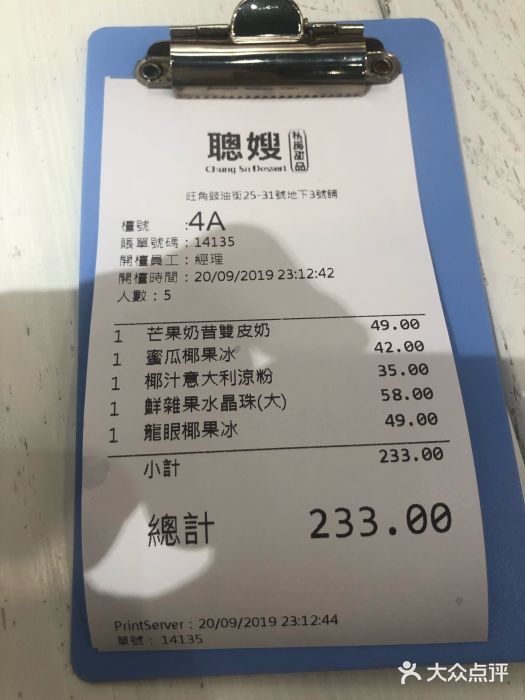 聰嫂
私房甜品
Chung So Dessert
旺角豉油街25-31號地下3號舖
檯號 :4A
賬單號碼:14135
開檯員工:經理
開檯時間:20/09/2019 23:12:42
人數:5
1 芒果奶昔雙皮奶 49.00
1 蜜瓜椰果冰 42.00
1 椰汁意大利涼粉 35.00
1 鮮雜果水晶珠(大) 58.00
1 龍眼椰果冰 49.00
小計 233.00
總計 233.00
PrintServer:20/09/2019 23:12:44
單號:14135
大众点评